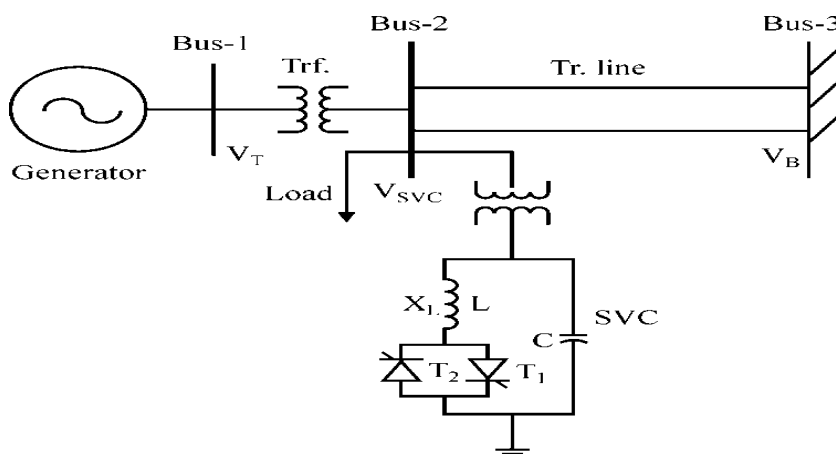 Bus-1
Bus-2
Bus-3
Trf.
Tr. line
V_T
V_B
Generator
Load
V_SVC
X_L
L
SVC
C
T_2
T_1